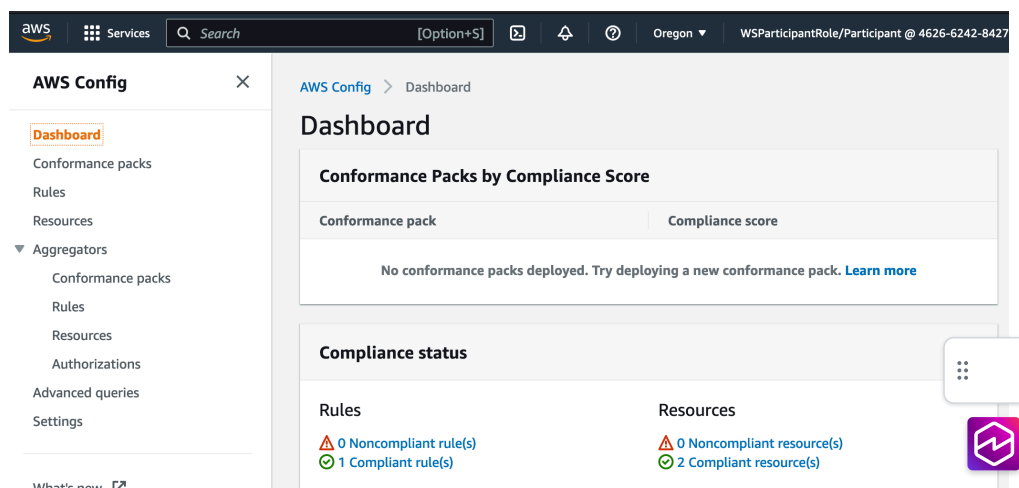 aws
Services
Search
[Option+S]
Oregon ▼
WSParticipantRole/Participant @ 4626-6242-8427
AWS Config
Dashboard
Conformance packs
Rules
Resources
Aggregators
Conformance packs
Rules
Resources
Authorizations
Advanced queries
Settings
What's new
AWS Config > Dashboard
Dashboard
Conformance Packs by Compliance Score
Conformance pack
Compliance score
No conformance packs deployed. Try deploying a new conformance pack. Learn more
Compliance status
Rules
0 Noncompliant rule(s)
1 Compliant rule(s)
Resources
0 Noncompliant resource(s)
2 Compliant resource(s)